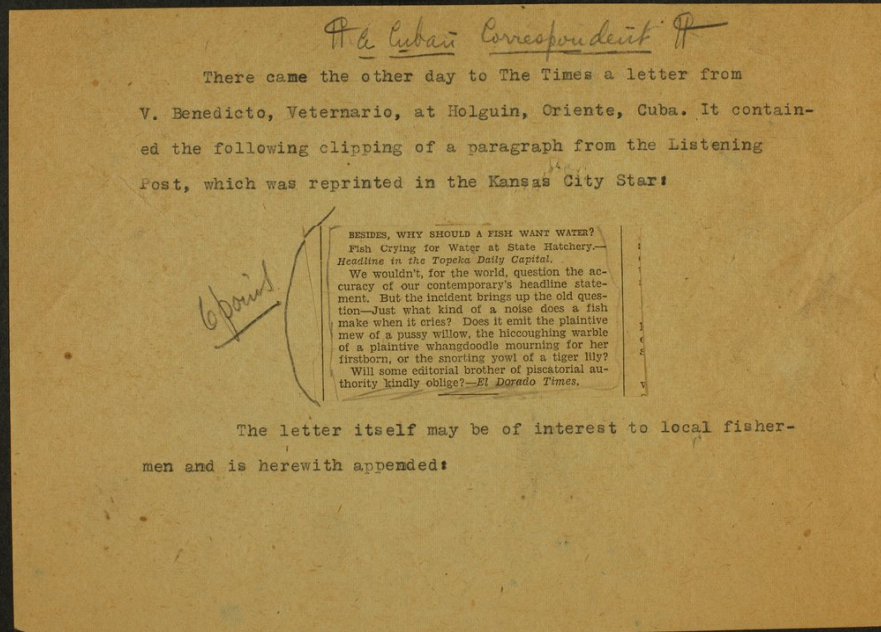 A Cuban Correspondent
There came the other day to The Times a letter from
V. Benedicto, Veternario, at Holguin, Oriente, Cuba. It contain-
ed the following clipping of a paragraph from the Listening
Post, which was reprinted in the Kansas City Star:
6 point
BESIDES, WHY SHOULD A FISH WANT WATER?
Fish Crying for Water at State Hatchery.—
Headline in the Topeka Daily Capital.
We wouldn't, for the world, question the ac-
curacy of our contemporary's headline state-
ment. But the incident brings up the old ques-
tion—Just what kind of a noise does a fish
make when it cries? Does it emit the plaintive
mew of a pussy willow, the hiccoughing warble
of a plaintive whangdoodle mourning for her
firstborn, or the snorting yowl of a tiger lily?
Will some editorial brother of piscatorial au-
thority kindly oblige?—El Dorado Times.
The letter itself may be of interest to local fisher-
men and is herewith appended: